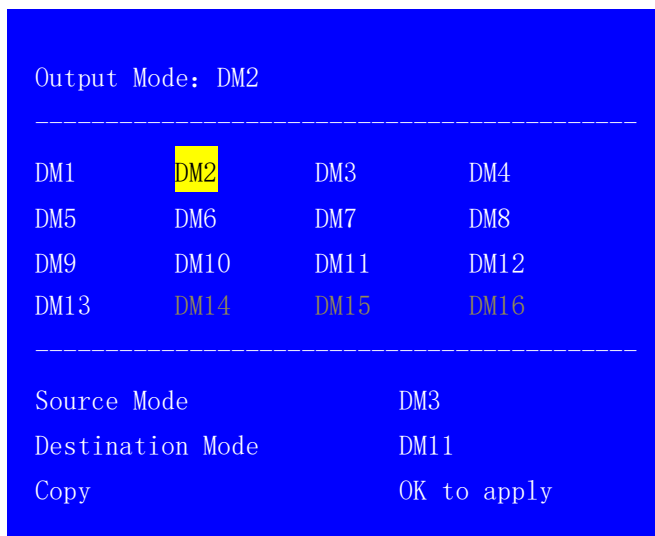 Output Mode：DM2
-------------------------------------------
DM1 DM2 DM3 DM4
DM5 DM6 DM7 DM8
DM9 DM10 DM11 DM12
DM13 DM14 DM15 DM16
-------------------------------------------
Source Mode DM3
Destination Mode DM11
Copy OK to apply